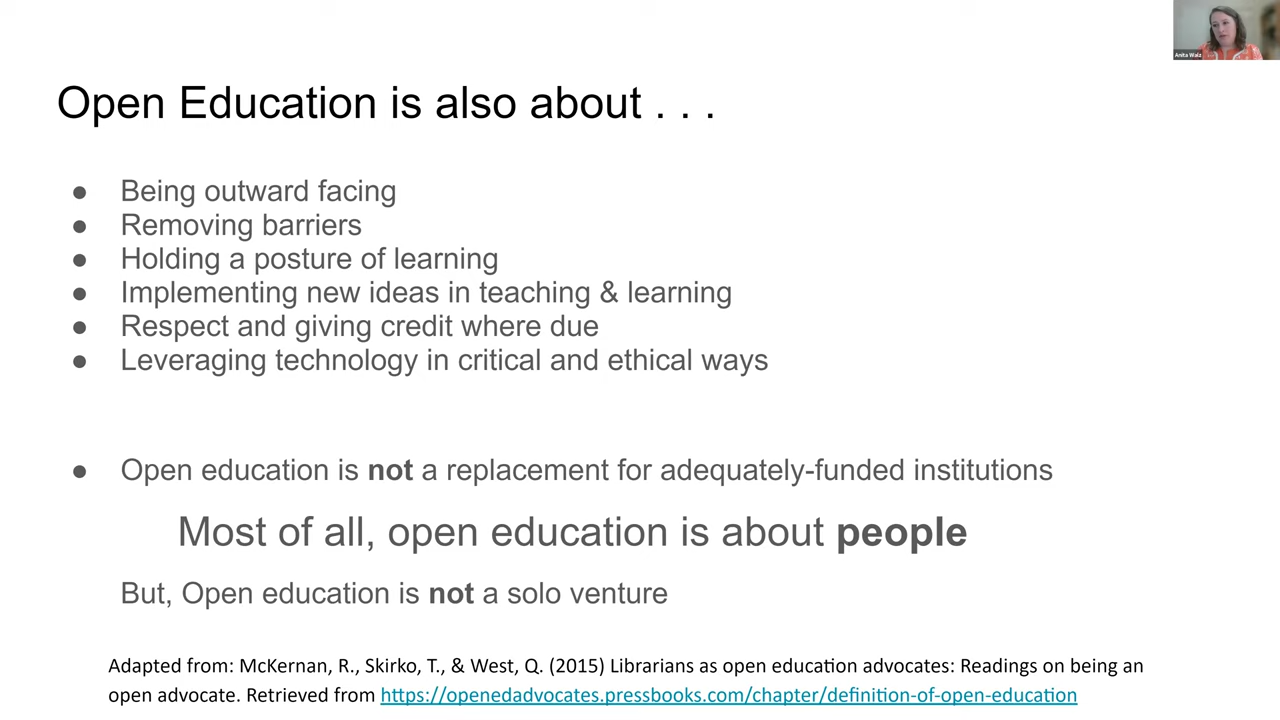 Anita Walz
Open Education is also about . . .
● Being outward facing
● Removing barriers
● Holding a posture of learning
● Implementing new ideas in teaching & learning
● Respect and giving credit where due
● Leveraging technology in critical and ethical ways
● Open education is not a replacement for adequately-funded institutions
Most of all, open education is about people
But, Open education is not a solo venture
Adapted from: McKernan, R., Skirko, T., & West, Q. (2015) Librarians as open education advocates: Readings on being an
open advocate. Retrieved from https://openedadvocates.pressbooks.com/chapter/definition-of-open-education